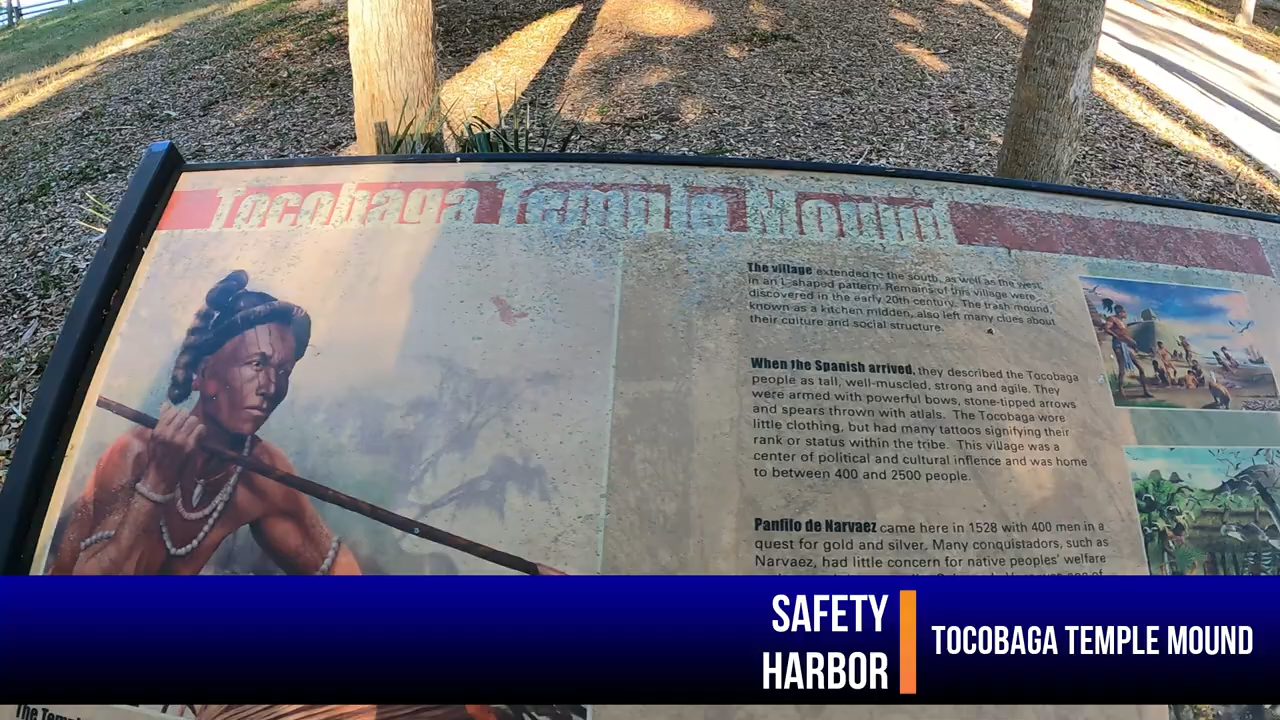 Tocobaga Temple Mound
The village extended to the south, as well as the west,
in an L-shaped pattern. Remains of this village were
discovered in the early 20th century. The trash mound,
known as a kitchen midden, also left many clues about
their culture and social structure.
When the Spanish arrived, they described the Tocobaga
people as tall, well-muscled, strong and agile. They
were armed with powerful bows, stone-tipped arrows
and spears thrown with atlals. The Tocobaga wore
little clothing, but had many tattoos signifying their
rank or status within the tribe. This village was a
center of political and cultural inflence and was home
to between 400 and 2500 people.
Panfilo de Narvaez came here in 1528 with 400 men in a
quest for gold and silver. Many conquistadors, such as
Narvaez, had little concern for native peoples' welfare
SAFETY
HARBOR
TOCOBAGA TEMPLE MOUND
The